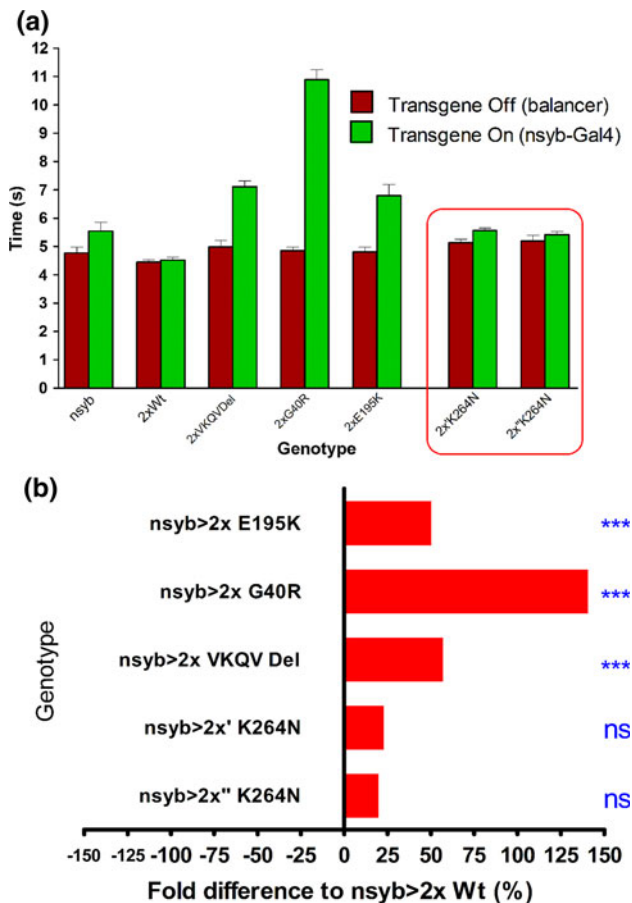 (a)
12
11
10
9
8
7
6
5
4
3
2
1
0
Time (s)
Transgene Off (balancer)
Transgene On (nsyb-Gal4)
nsyb
2xWt
2xVKQVDel
2xG40R
2xE195K
2x'K264N
2x"K264N
Genotype
(b)
Genotype
nsyb>2x E195K ***
nsyb>2x G40R ***
nsyb>2x VKQV Del ***
nsyb>2x' K264N ns
nsyb>2x" K264N ns
-150 -125 -100 -75 -50 -25 0 25 50 75 100 125 150
Fold difference to nsyb>2x Wt (%)